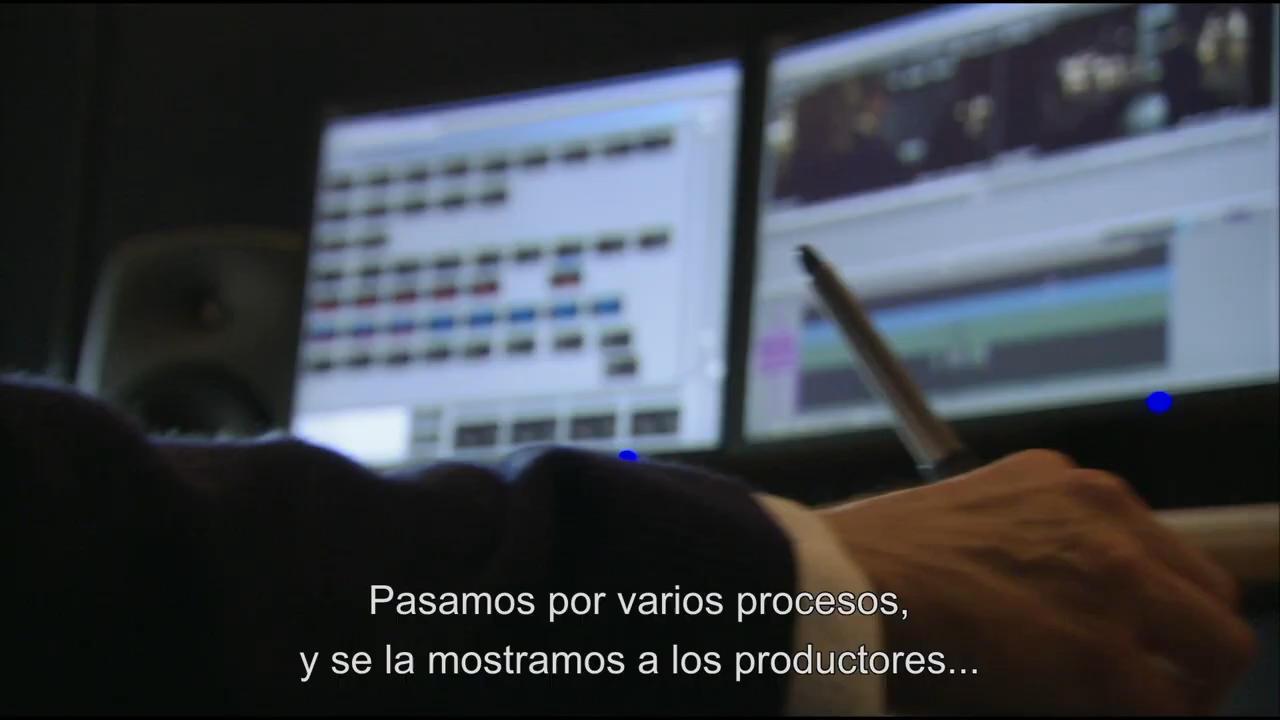 Pasamos por varios procesos,
y se la mostramos a los productores...